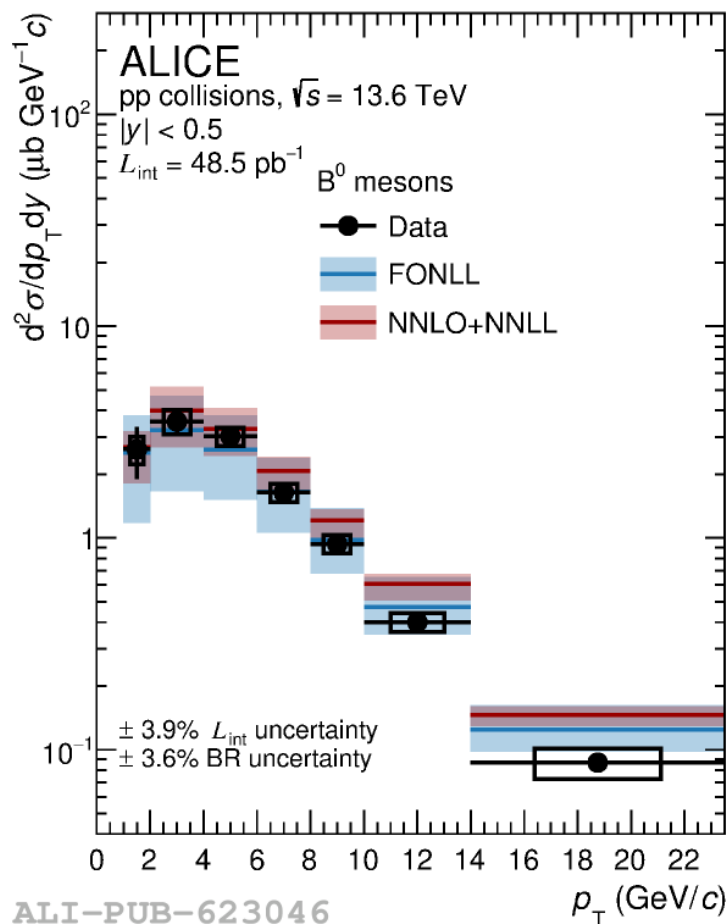 ALICE
pp collisions, √s = 13.6 TeV
|y| < 0.5
L_int = 48.5 pb⁻¹
B⁰ mesons
Data
FONLL
NNLO+NNLL
d²σ/dp_T dy (μb GeV⁻¹ c)
10²
10
1
10⁻¹
± 3.9% L_int uncertainty
± 3.6% BR uncertainty
0 2 4 6 8 10 12 14 16 18 20 22
p_T (GeV/c)
ALI-PUB-623046